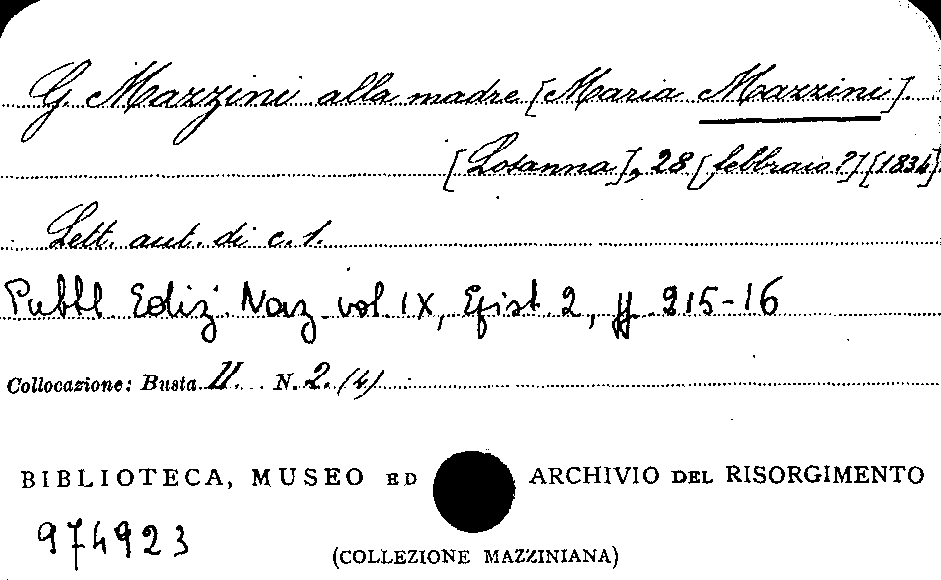 G. Mazzini alla madre [Maria Mazzini].
[Losanna], 28 [febbraio?] [1834].
Lett. aut. di c. 1.
Pubbl. Ediz. Naz. vol. IX, Epist. 2, pp. 215-16
Collocazione: Busta II. N. 2. (4)
BIBLIOTECA, MUSEO ED ARCHIVIO DEL RISORGIMENTO
974923
(COLLEZIONE MAZZINIANA)